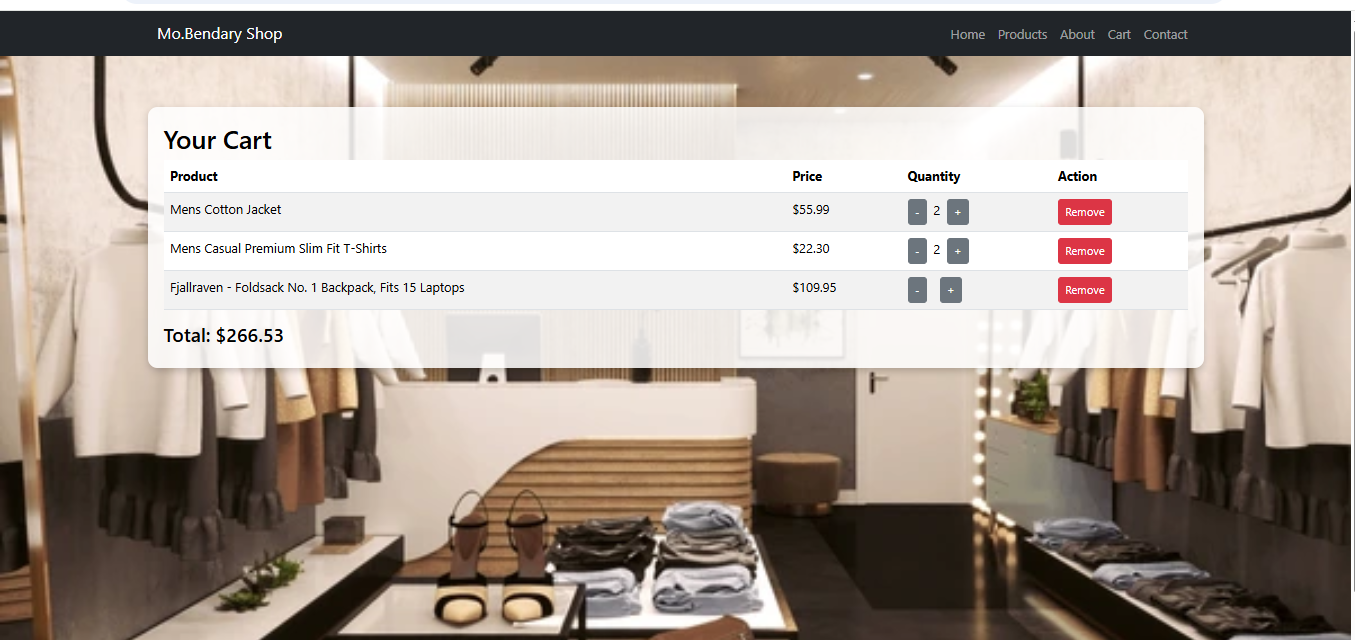 Mo.Bendary Shop
Home Products About Cart Contact
Your Cart
Product Price Quantity Action
Mens Cotton Jacket $55.99 - 2 + Remove
Mens Casual Premium Slim Fit T-Shirts $22.30 - 2 + Remove
Fjallraven - Foldsack No. 1 Backpack, Fits 15 Laptops $109.95 - + Remove
Total: $266.53